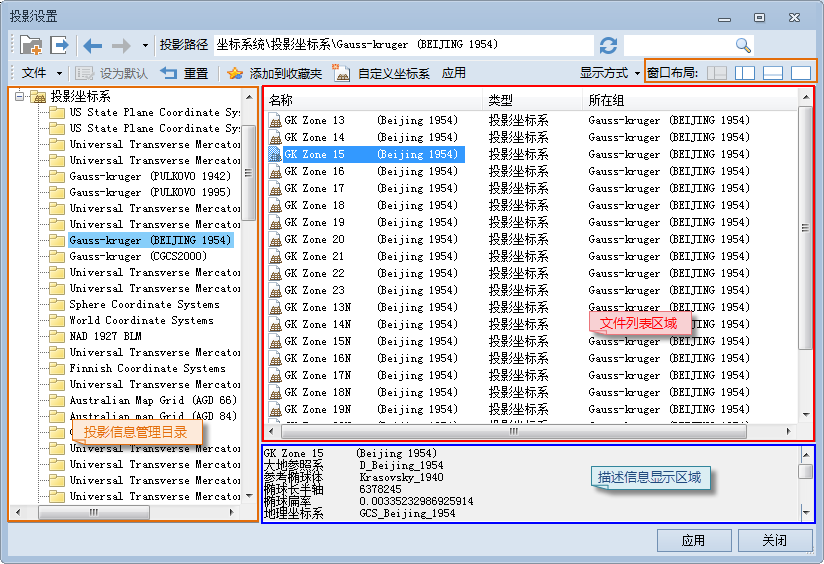 投影设置
投影路径 坐标系统\投影坐标系\Gauss-kruger (BEIJING 1954)
文件 设为默认 重置 添加到收藏夹 自定义坐标系 应用 显示方式 窗口布局:
投影坐标系
US State Plane Coordinate Sy
US State Plane Coordinate Sy
Universal Transverse Mercator
Universal Transverse Mercator
Gauss-kruger (PULKOVO 1942)
Gauss-kruger (PULKOVO 1995)
Universal Transverse Mercator
Universal Transverse Mercator
Gauss-kruger (BEIJING 1954)
Gauss-kruger (CGCS2000)
Universal Transverse Mercator
Universal Transverse Mercator
Sphere Coordinate Systems
World Coordinate Systems
NAD 1927 BLM
Universal Transverse Mercator
Finnish Coordinate Systems
Universal Transverse Mercator
Australian Map Grid (AGD 66)
Australian map Grid (AGD 84)
投影信息管理目录
Universal Transverse Mercator
Universal Transverse Mercator
Universal Transverse Mercator
Universal Transverse Mercator
名称 类型 所在组
GK Zone 13 (Beijing 1954) 投影坐标系 Gauss-kruger (BEIJING 1954)
GK Zone 14 (Beijing 1954) 投影坐标系 Gauss-kruger (BEIJING 1954)
GK Zone 15 (Beijing 1954) 投影坐标系 Gauss-kruger (BEIJING 1954)
GK Zone 16 (Beijing 1954) 投影坐标系 Gauss-kruger (BEIJING 1954)
GK Zone 17 (Beijing 1954) 投影坐标系 Gauss-kruger (BEIJING 1954)
GK Zone 18 (Beijing 1954) 投影坐标系 Gauss-kruger (BEIJING 1954)
GK Zone 19 (Beijing 1954) 投影坐标系 Gauss-kruger (BEIJING 1954)
GK Zone 20 (Beijing 1954) 投影坐标系 Gauss-kruger (BEIJING 1954)
GK Zone 21 (Beijing 1954) 投影坐标系 Gauss-kruger (BEIJING 1954)
GK Zone 22 (Beijing 1954) 投影坐标系 Gauss-kruger (BEIJING 1954)
GK Zone 23 (Beijing 1954) 投影坐标系 Gauss-kruger (BEIJING 1954)
GK Zone 13N (Beijing 1954) 投影坐标系 Gauss-kruger (BEIJING 1954)
GK Zone 14N (Beijing 1954) 投影坐标系 Gauss-kruger (BEIJING 1954)
文件列表区域
GK Zone 15N (Beijing 1954) 投影坐标系 Gauss-kruger (BEIJING 1954)
GK Zone 16N (Beijing 1954) 投影坐标系 Gauss-kruger (BEIJING 1954)
GK Zone 17N (Beijing 1954) 投影坐标系 Gauss-kruger (BEIJING 1954)
GK Zone 18N (Beijing 1954) 投影坐标系 Gauss-kruger (BEIJING 1954)
GK Zone 19N (Beijing 1954) 投影坐标系 Gauss-kruger (BEIJING 1954)
GK Zone 15 (Beijing 1954)
大地参照系 D_Beijing_1954
参考椭球体 Krasovsky_1940
椭球长半轴 6378245
椭球扁率 0.00335232986925914
地理坐标系 GCS_Beijing_1954
描述信息显示区域
应用 关闭